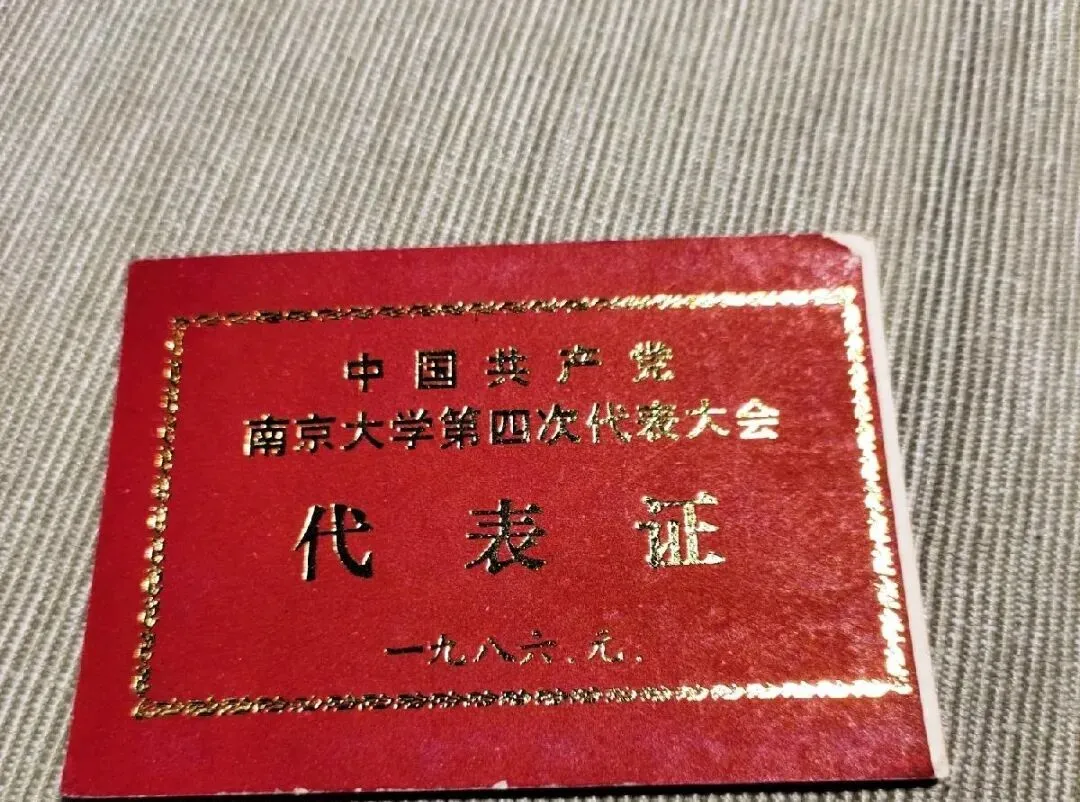 中国共产党
南京大学第四次代表大会
代表证
一九八六.元.